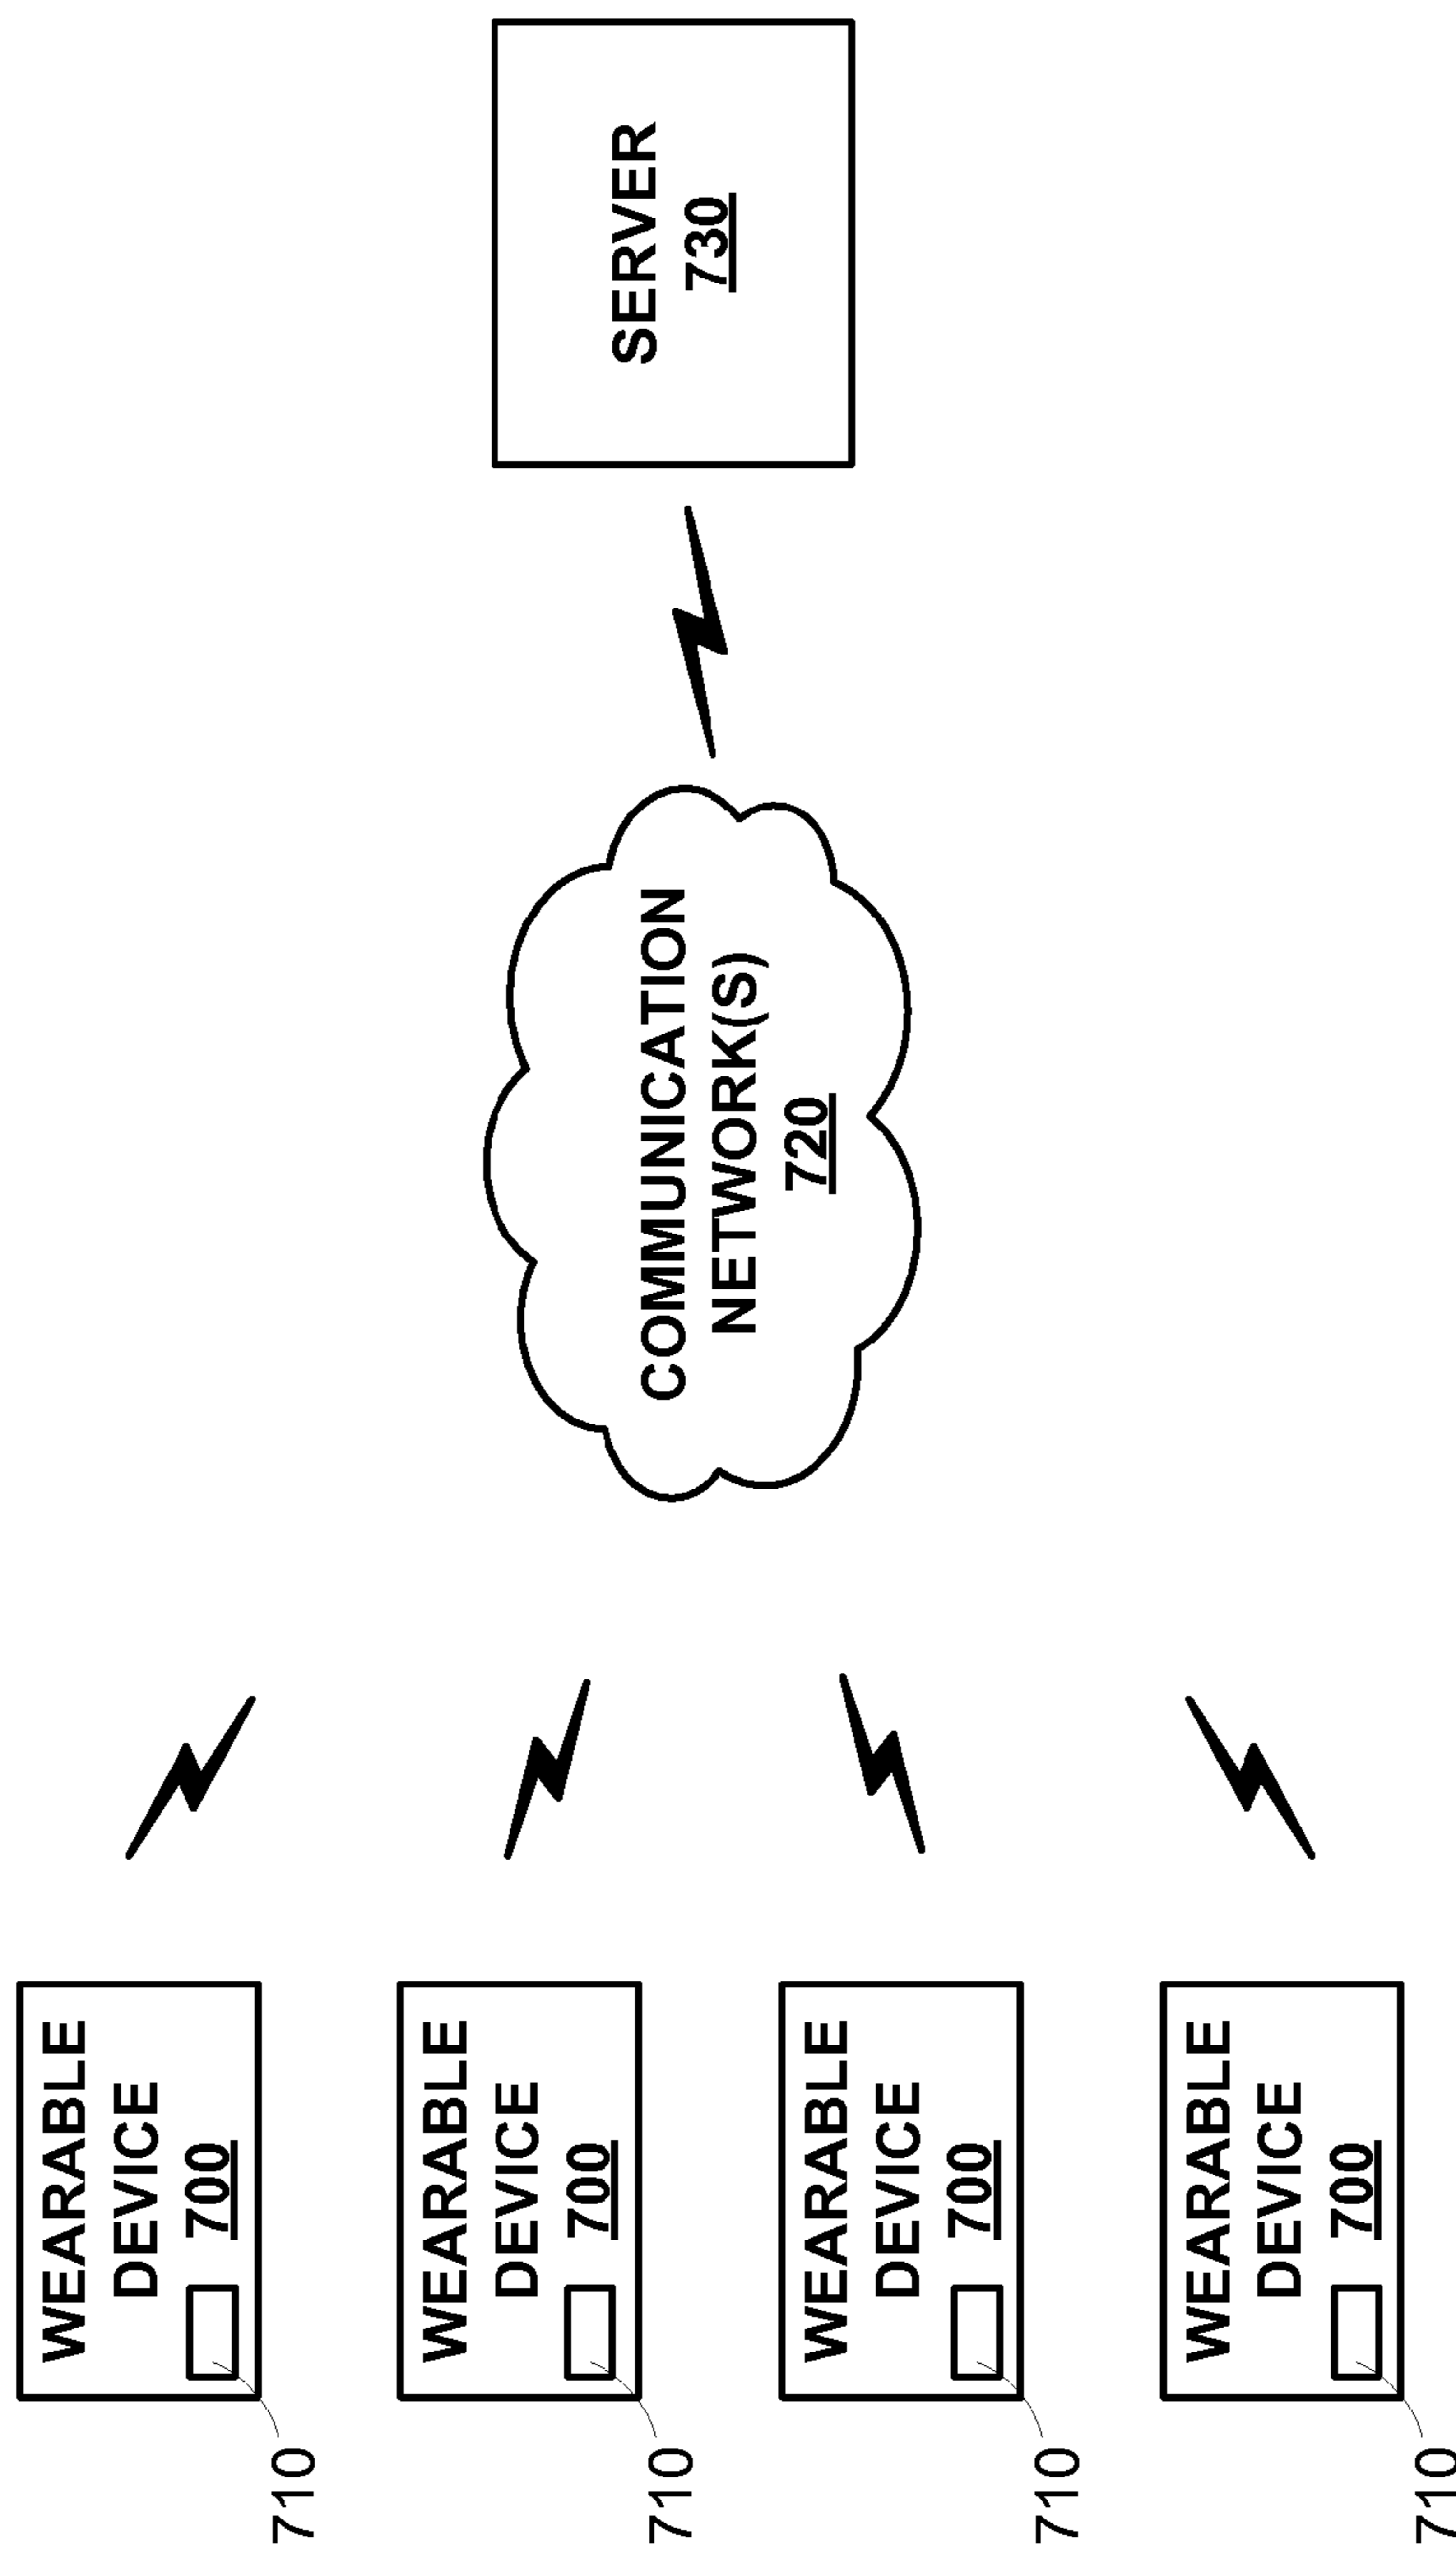 WEARABLE
DEVICE
700
710
WEARABLE
DEVICE
700
710
WEARABLE
DEVICE
700
710
WEARABLE
DEVICE
700
710
COMMUNICATION
NETWORK(S)
720
SERVER
730